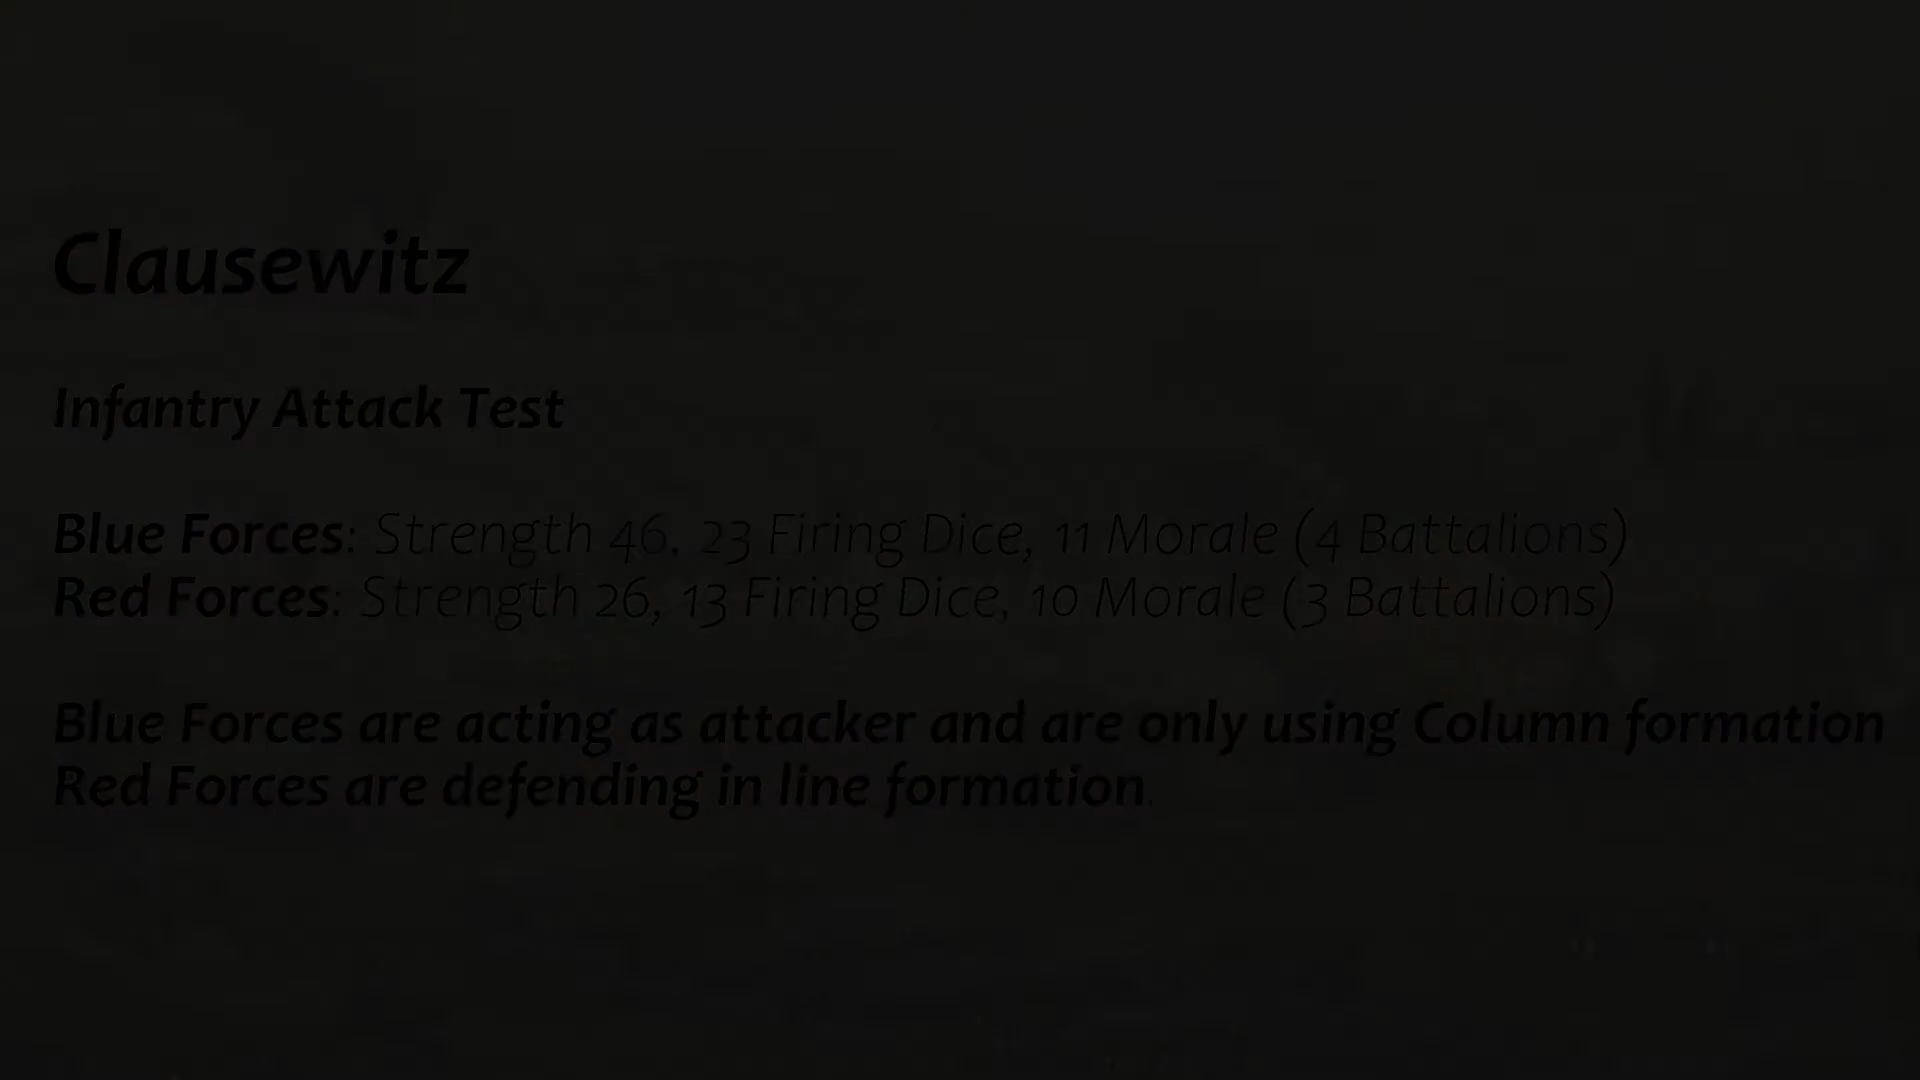 Clausewitz
Infantry Attack Test
Blue Forces: Strength 46, 23 Firing Dice, 11 Morale (4 Battalions)
Red Forces: Strength 26, 13 Firing Dice, 10 Morale (3 Battalions)
Blue Forces are acting as attacker and are only using Column formation
Red Forces are defending in line formation.